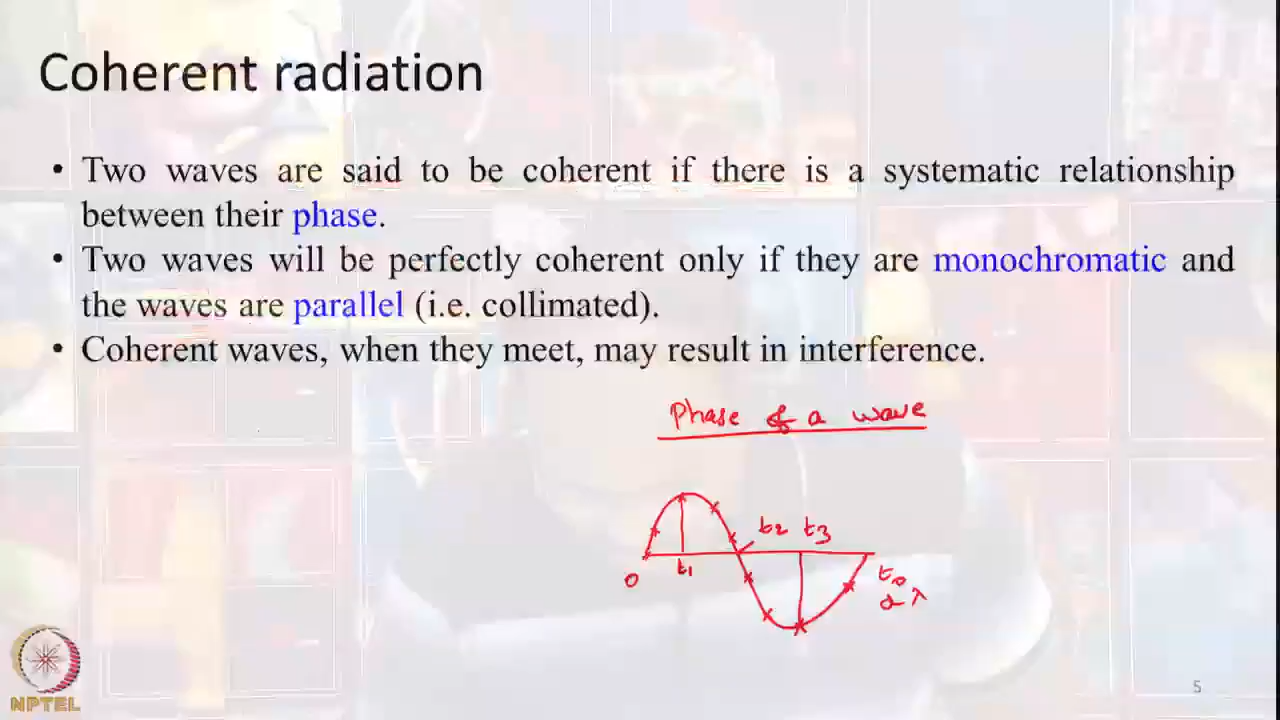 Coherent radiation
• Two waves are said to be coherent if there is a systematic relationship
between their phase.
• Two waves will be perfectly coherent only if they are monochromatic and
the waves are parallel (i.e. collimated).
• Coherent waves, when they meet, may result in interference.
Phase of a wave
t2 t3
0 t1
λ
5
NPTEL